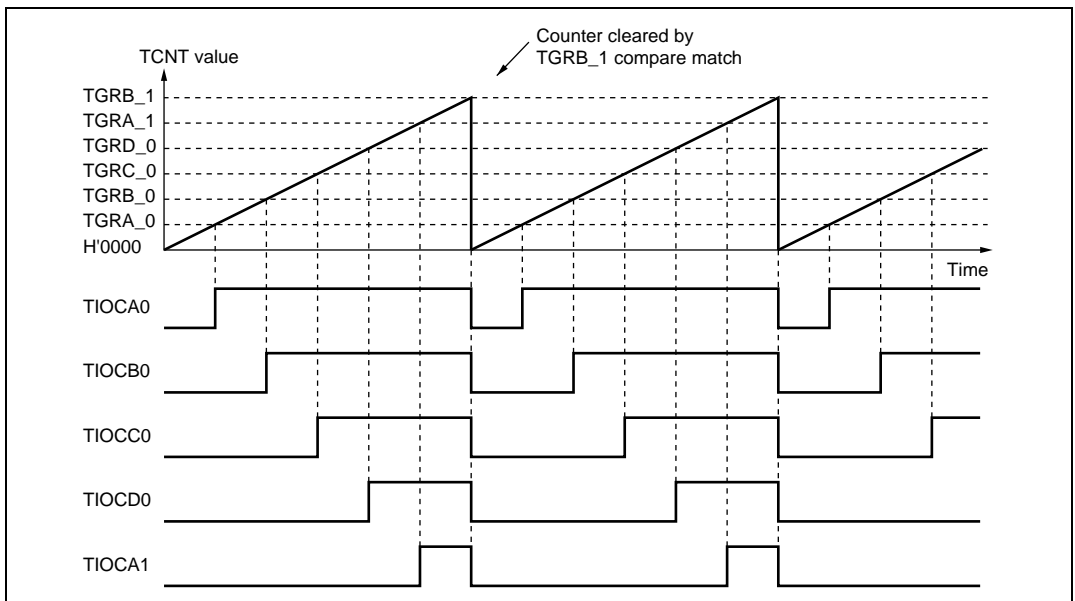 Counter cleared by
TGRB_1 compare match
TCNT value
TGRB_1
TGRA_1
TGRD_0
TGRC_0
TGRB_0
TGRA_0
H'0000
Time
TIOCA0
TIOCB0
TIOCC0
TIOCD0
TIOCA1